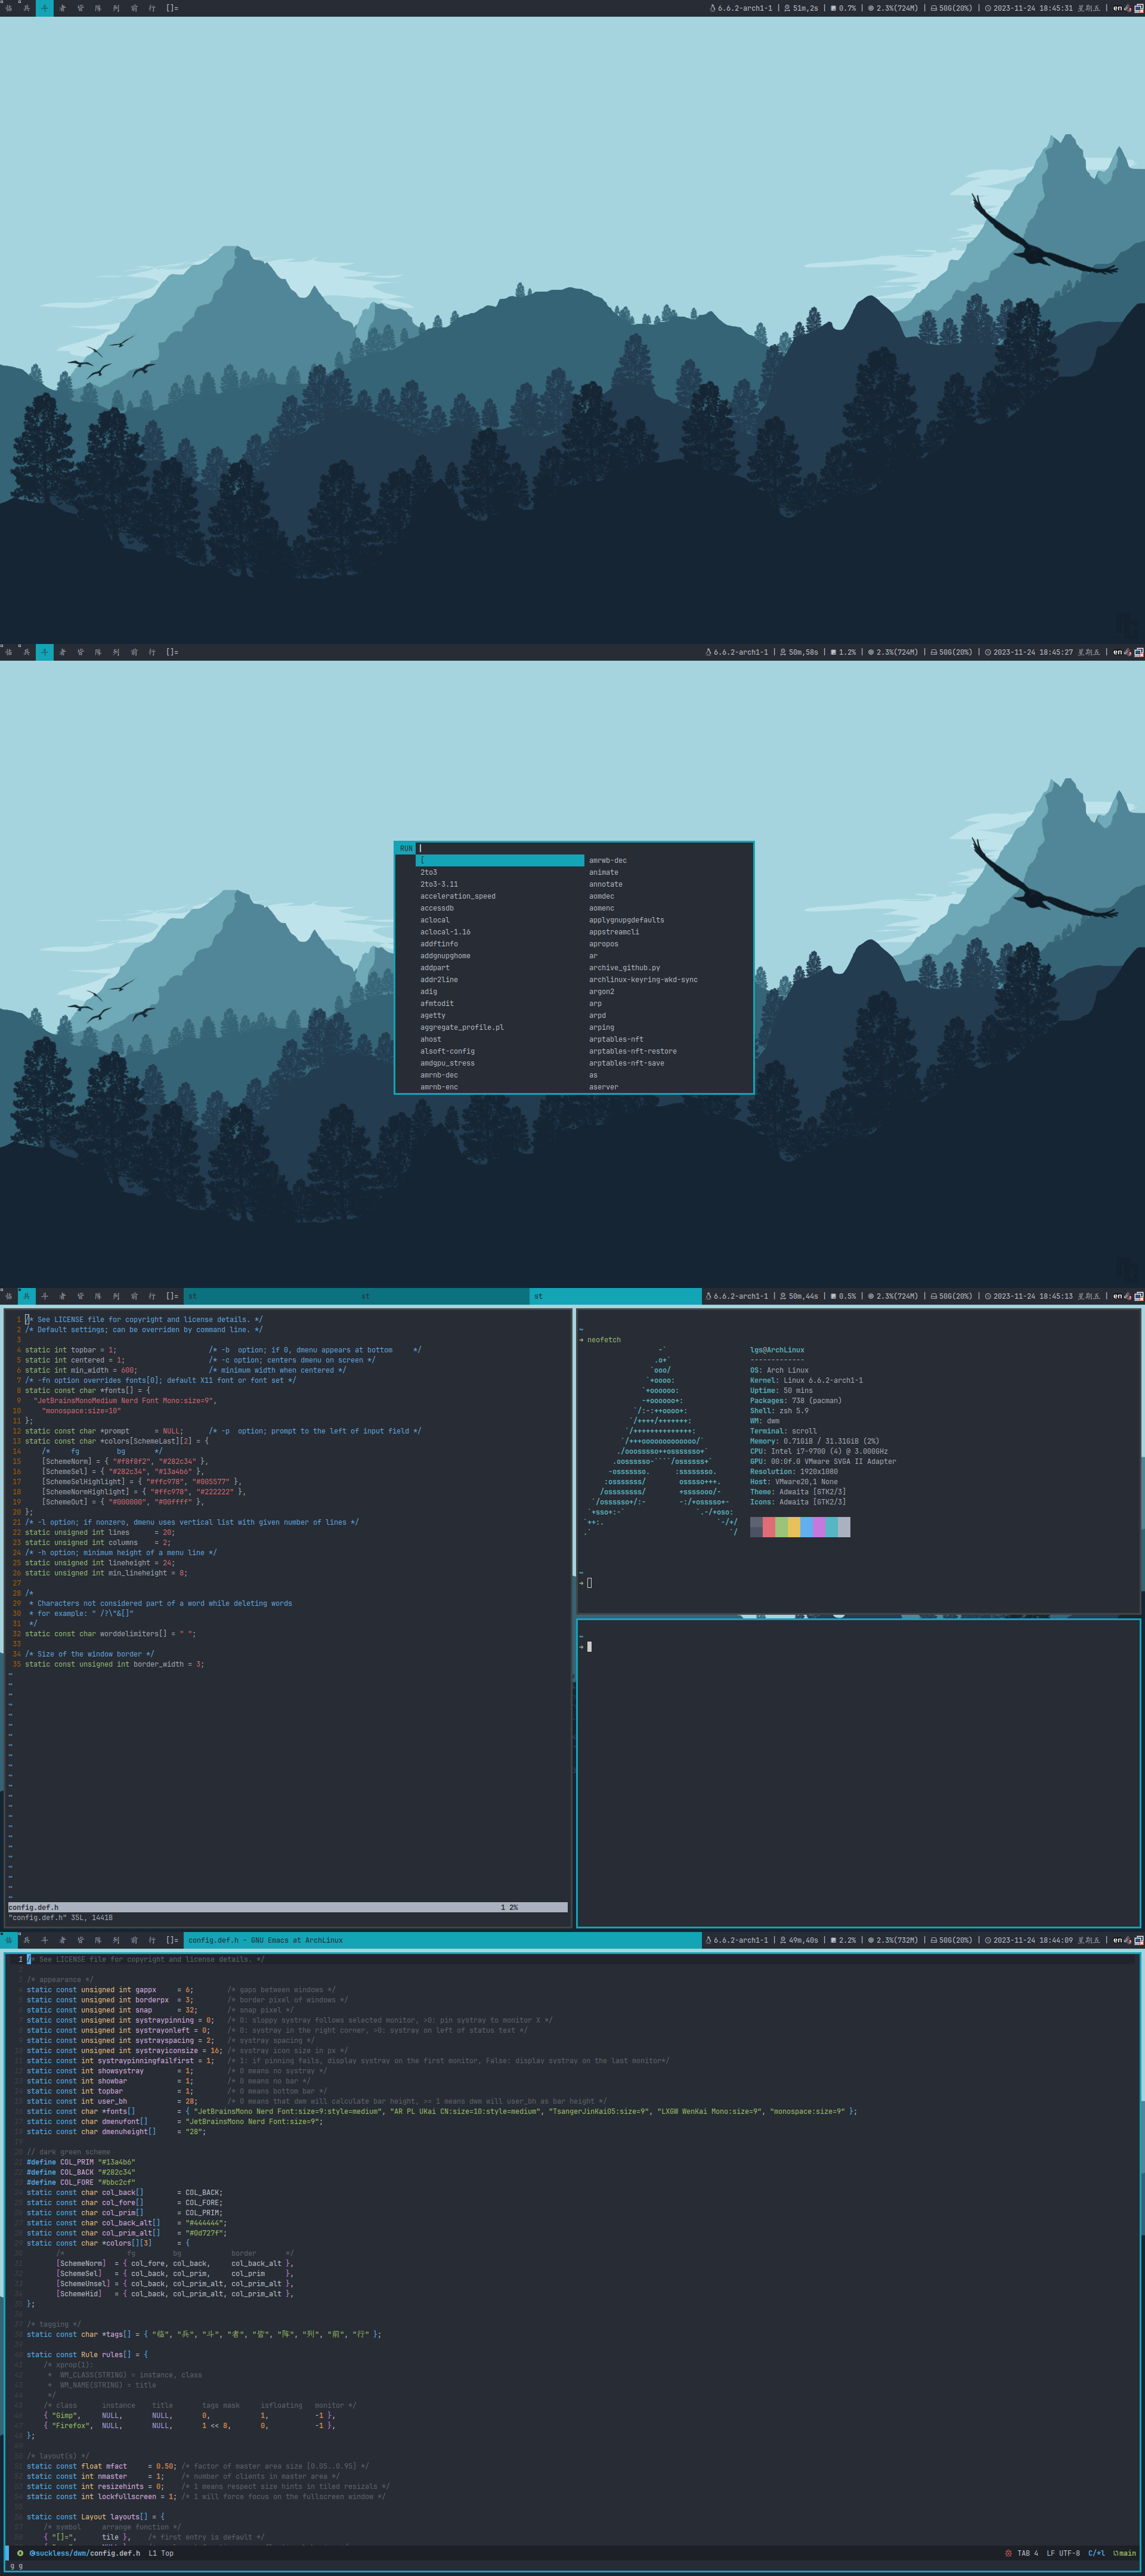 临 兵 斗 者 皆 阵 列 前 行 []=
6.6.2-arch1-1 | 51m,2s | 0.7% | 2.3%(724M) | 50G(20%) | 2023-11-24 18:45:31 星期五 | en
临 兵 斗 者 皆 阵 列 前 行 []=
6.6.2-arch1-1 | 50m,58s | 1.2% | 2.3%(724M) | 50G(20%) | 2023-11-24 18:45:27 星期五 | en
RUN
[
2to3
2to3-3.11
acceleration_speed
accessdb
aclocal
aclocal-1.16
addftinfo
addgnupghome
addpart
addr2line
adig
afmtodit
agetty
aggregate_profile.pl
ahost
alsoft-config
amdgpu_stress
amrnb-dec
amrnb-enc
amrwb-dec
animate
annotate
aomdec
aomenc
applygnupgdefaults
appstreamcli
apropos
ar
archive_github.py
archlinux-keyring-wkd-sync
argon2
arp
arpd
arping
arptables-nft
arptables-nft-restore
arptables-nft-save
as
aserver
临 兵 斗 者 皆 阵 列 前 行 []= st st st
6.6.2-arch1-1 | 50m,44s | 0.5% | 2.3%(724M) | 50G(20%) | 2023-11-24 18:45:13 星期五 | en
1 /* See LICENSE file for copyright and license details. */
2 /* Default settings; can be overriden by command line. */
3
4 static int topbar = 1; /* -b option; if 0, dmenu appears at bottom */
5 static int centered = 1; /* -c option; centers dmenu on screen */
6 static int min_width = 600; /* minimum width when centered */
7 /* -fn option overrides fonts[0]; default X11 font or font set */
8 static const char *fonts[] = {
9 "JetBrainsMonoMedium Nerd Font Mono:size=9",
10 "monospace:size=10"
11 };
12 static const char *prompt = NULL; /* -p option; prompt to the left of input field */
13 static const char *colors[SchemeLast][2] = {
14 /* fg bg */
15 [SchemeNorm] = { "#f8f8f2", "#282c34" },
16 [SchemeSel] = { "#282c34", "#13a4b6" },
17 [SchemeSelHighlight] = { "#ffc978", "#005577" },
18 [SchemeNormHighlight] = { "#ffc978", "#222222" },
19 [SchemeOut] = { "#000000", "#00ffff" },
20 };
21 /* -l option; if nonzero, dmenu uses vertical list with given number of lines */
22 static unsigned int lines = 20;
23 static unsigned int columns = 2;
24 /* -h option; minimum height of a menu line */
25 static unsigned int lineheight = 24;
26 static unsigned int min_lineheight = 8;
27
28 /*
29 * Characters not considered part of a word while deleting words
30 * for example: " /?\"&[]"
31 */
32 static const char worddelimiters[] = " ";
33
34 /* Size of the window border */
35 static const unsigned int border_width = 3;
config.def.h 1 2%
"config.def.h" 35L, 1441B
~
➜ neofetch
lgs@ArchLinux
-------------
OS: Arch Linux
Kernel: Linux 6.6.2-arch1-1
Uptime: 50 mins
Packages: 738 (pacman)
Shell: zsh 5.9
WM: dwm
Terminal: scroll
Memory: 0.71GiB / 31.31GiB (2%)
CPU: Intel i7-9700 (4) @ 3.000GHz
GPU: 00:0f.0 VMware SVGA II Adapter
Resolution: 1920x1080
Host: VMware20,1 None
Theme: Adwaita [GTK2/3]
Icons: Adwaita [GTK2/3]
~
➜
~
➜
临 兵 斗 者 皆 阵 列 前 行 []= config.def.h - GNU Emacs at ArchLinux
6.6.2-arch1-1 | 49m,40s | 2.2% | 2.3%(732M) | 50G(20%) | 2023-11-24 18:44:09 星期五 | en
1 /* See LICENSE file for copyright and license details. */
/* appearance */
static const unsigned int gappx = 6; /* gaps between windows */
static const unsigned int borderpx = 3; /* border pixel of windows */
static const unsigned int snap = 32; /* snap pixel */
static const unsigned int systraypinning = 0; /* 0: sloppy systray follows selected monitor, >0: pin systray to monitor X */
static const unsigned int systrayonleft = 0; /* 0: systray in the right corner, >0: systray on left of status text */
static const unsigned int systrayspacing = 2; /* systray spacing */
static const unsigned int systrayiconsize = 16; /* systray icon size in px */
static const int systraypinningfailfirst = 1; /* 1: if pinning fails, display systray on the first monitor, False: display systray on the last monitor*/
static const int showsystray = 1; /* 0 means no systray */
static const int showbar = 1; /* 0 means no bar */
static const int topbar = 1; /* 0 means bottom bar */
static const int user_bh = 28; /* 0 means that dwm will calculate bar height, >= 1 means dwm will user_bh as bar height */
static const char *fonts[] = { "JetBrainsMono Nerd Font:size=9:style=medium", "AR PL UKai CN:size=10:style=medium", "TsangerJinKai05:size=9", "LXGW WenKai Mono:size=9", "monospace:size=9" };
static const char dmenufont[] = "JetBrainsMono Nerd Font:size=9";
static const char dmenuheight[] = "28";
// dark green scheme
#define COL_PRIM "#13a4b6"
#define COL_BACK "#282c34"
#define COL_FORE "#bbc2cf"
static const char col_back[] = COL_BACK;
static const char col_fore[] = COL_FORE;
static const char col_prim[] = COL_PRIM;
static const char col_back_alt[] = "#444444";
static const char col_prim_alt[] = "#0d727f";
static const char *colors[][3] = {
/* fg bg border */
[SchemeNorm] = { col_fore, col_back, col_back_alt },
[SchemeSel] = { col_back, col_prim, col_prim },
[SchemeUnsel] = { col_back, col_prim_alt, col_prim_alt },
[SchemeHid] = { col_back, col_prim_alt, col_prim_alt },
};
/* tagging */
static const char *tags[] = { "临", "兵", "斗", "者", "皆", "阵", "列", "前", "行" };
static const Rule rules[] = {
/* xprop(1):
* WM_CLASS(STRING) = instance, class
* WM_NAME(STRING) = title
*/
/* class instance title tags mask isfloating monitor */
{ "Gimp", NULL, NULL, 0, 1, -1 },
{ "Firefox", NULL, NULL, 1 << 8, 0, -1 },
};
/* layout(s) */
static const float mfact = 0.50; /* factor of master area size [0.05..0.95] */
static const int nmaster = 1; /* number of clients in master area */
static const int resizehints = 0; /* 1 means respect size hints in tiled resizals */
static const int lockfullscreen = 1; /* 1 will force focus on the fullscreen window */
static const Layout layouts[] = {
/* symbol arrange function */
{ "[]=", tile }, /* first entry is default */
suckless/dwm/config.def.h L1 Top
TAB 4 LF UTF-8 C/*l main
g g